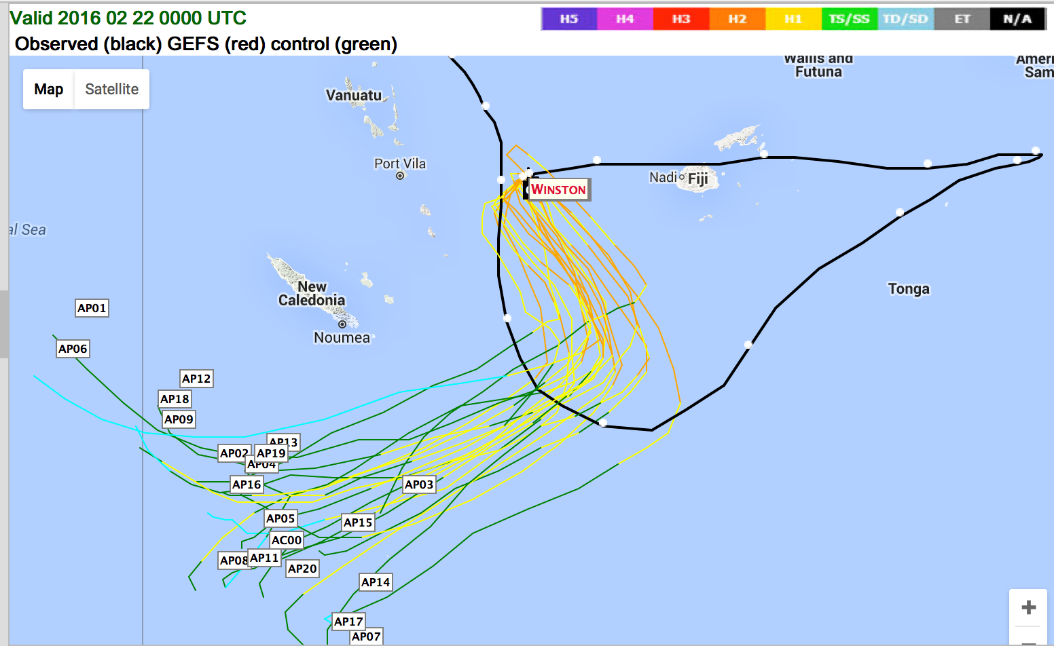 Valid 2016 02 22 0000 UTC
H5 H4 H3 H2 H1 TS/SS TD/SD ET N/A
Observed (black) GEFS (red) control (green)
Map Satellite
Wallis and
Futuna
Ameri
Sam
Vanuatu
Port Vila
Nadi Fiji
WINSTON
al Sea
New
Caledonia
Noumea
Tonga
AP01
AP06
AP12
AP18
AP09
AP13
AP02 AP19
AP04
AP16 AP03
AP05 AP15
AC00
AP08 AP11
AP20
AP14
AP17
AP07
+